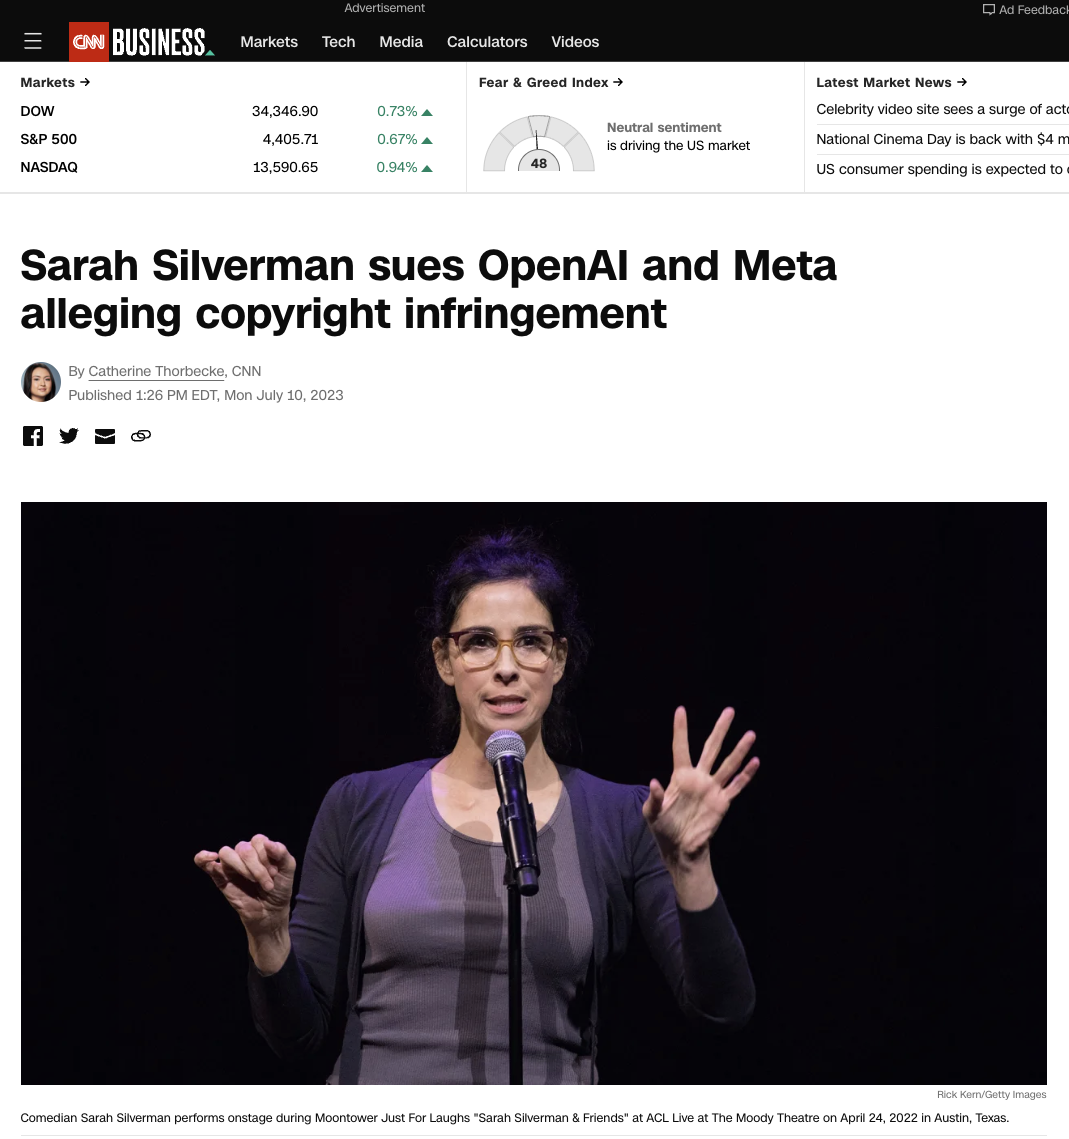 Advertisement
Ad Feedback
CNN BUSINESS
Markets Tech Media Calculators Videos
Markets →
DOW 34,346.90 0.73%
S&P 500 4,405.71 0.67%
NASDAQ 13,590.65 0.94%
Fear & Greed Index →
48
Neutral sentiment
is driving the US market
Latest Market News →
Celebrity video site sees a surge of
National Cinema Day is back with $4
US consumer spending is expected to
Sarah Silverman sues OpenAI and Meta
alleging copyright infringement
By Catherine Thorbecke, CNN
Published 1:26 PM EDT, Mon July 10, 2023
Rick Kern/Getty Images
Comedian Sarah Silverman performs onstage during Moontower Just For Laughs "Sarah Silverman & Friends" at ACL Live at The Moody Theatre on April 24, 2022 in Austin, Texas.